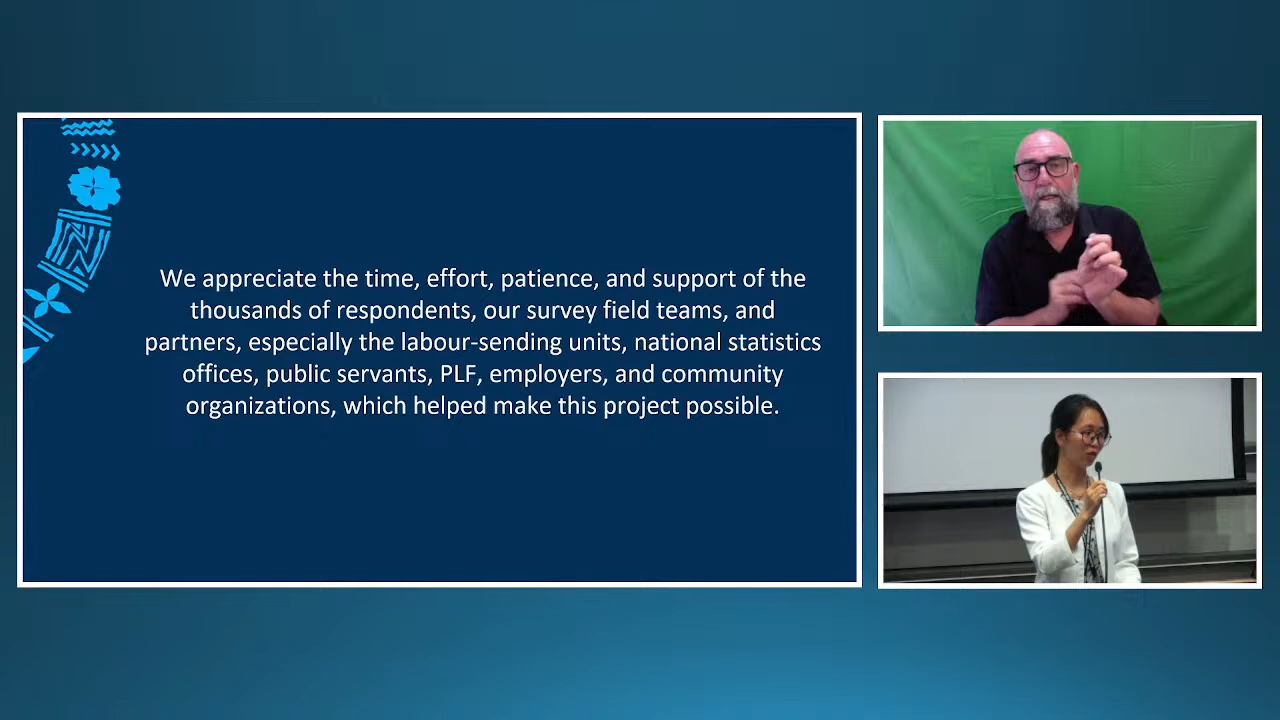 We appreciate the time, effort, patience, and support of the
thousands of respondents, our survey field teams, and
partners, especially the labour-sending units, national statistics
offices, public servants, PLF, employers, and community
organizations, which helped make this project possible.